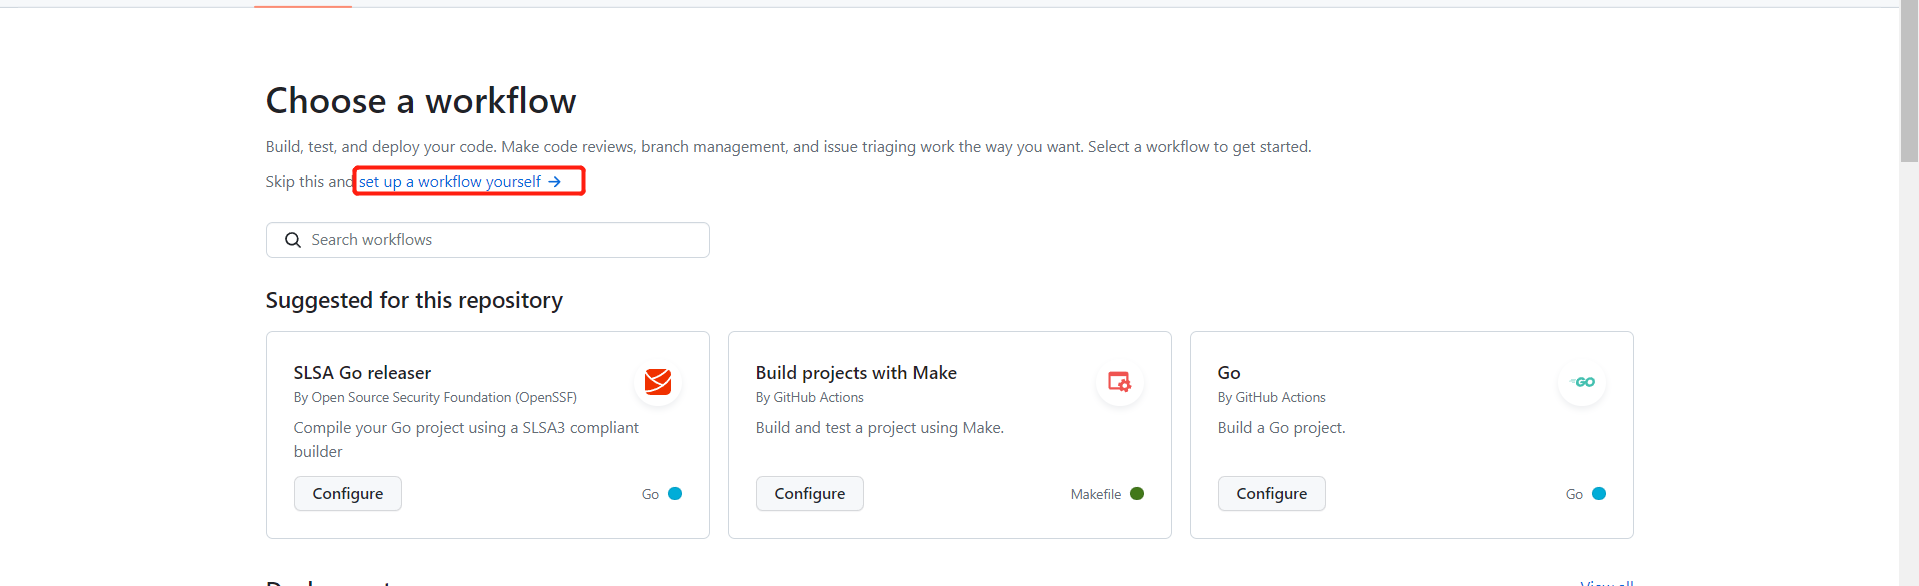 Choose a workflow
Build, test, and deploy your code. Make code reviews, branch management, and issue triaging work the way you want. Select a workflow to get started.
Skip this and set up a workflow yourself →
Search workflows
Suggested for this repository
SLSA Go releaser
By Open Source Security Foundation (OpenSSF)
Compile your Go project using a SLSA3 compliant
builder
Configure
Go
Build projects with Make
By GitHub Actions
Build and test a project using Make.
Configure
Makefile
Go
By GitHub Actions
Build a Go project.
GO
Configure
Go
View all